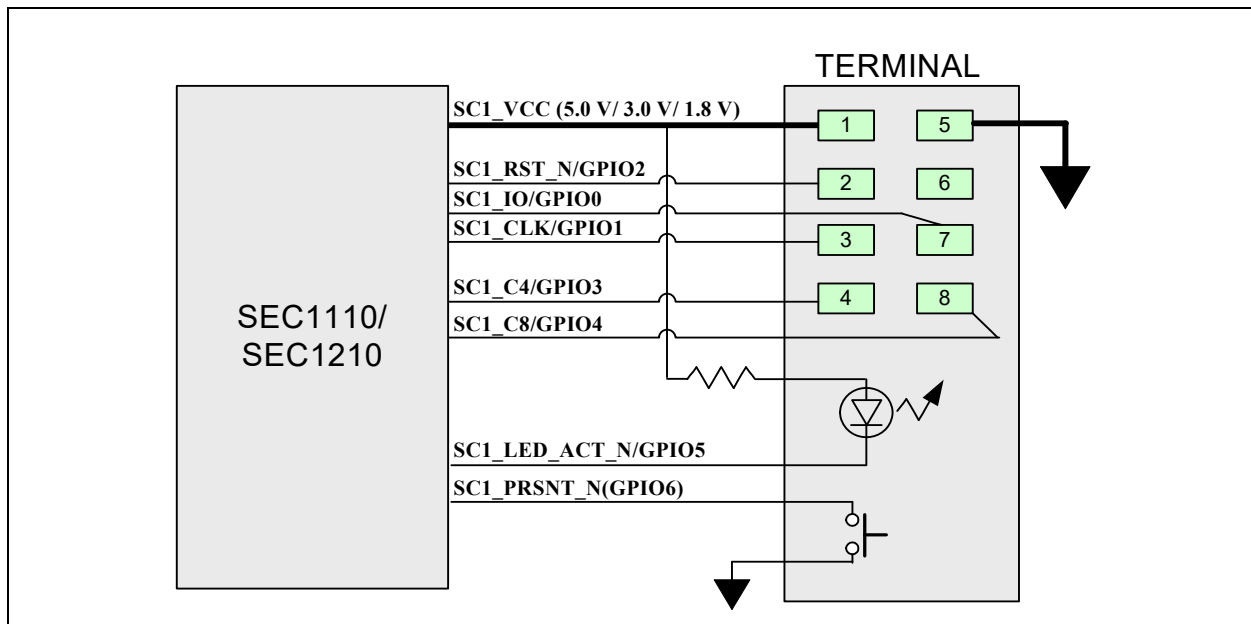 TERMINAL
SC1_VCC (5.0 V/ 3.0 V/ 1.8 V)
1
5
SC1_RST_N/GPIO2
2
6
SC1_IO/GPIO0
SC1_CLK/GPIO1
3
7
SC1_C4/GPIO3
4
8
SEC1110/
SEC1210
SC1_C8/GPIO4
SC1_LED_ACT_N/GPIO5
SC1_PRSNT_N(GPIO6)